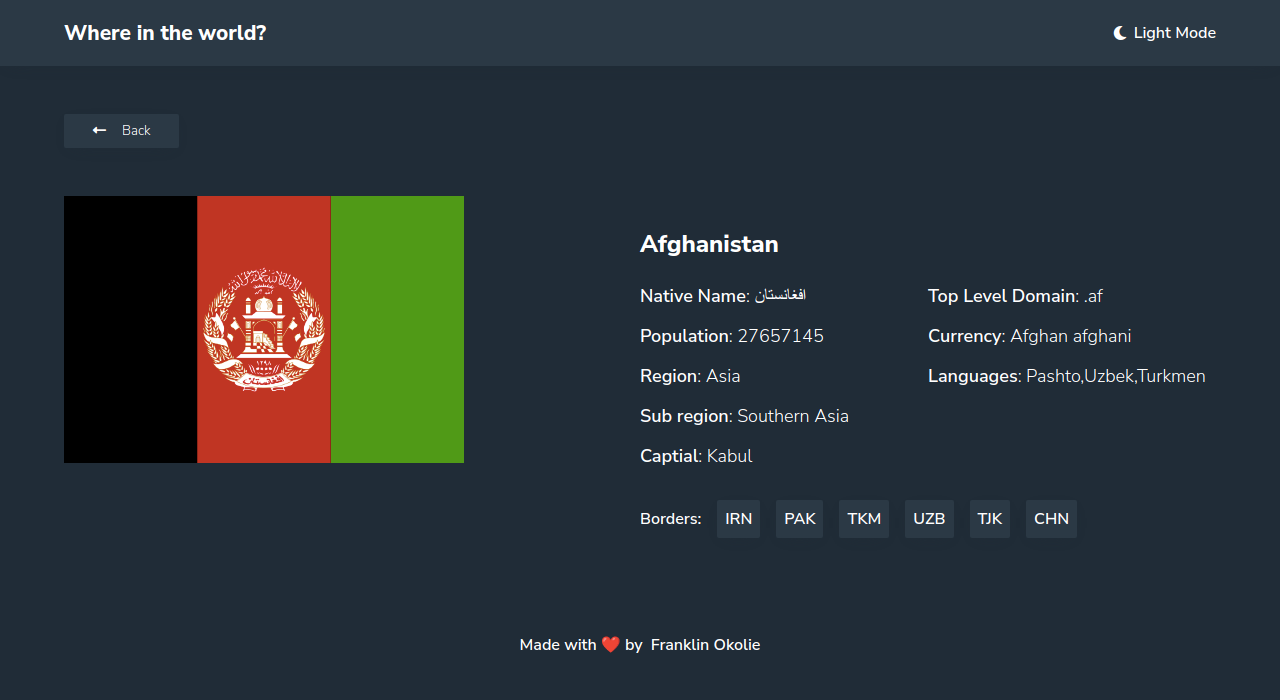 Where in the world?
Light Mode
Back
Afghanistan
Native Name: افغانستان
Population: 27657145
Region: Asia
Sub region: Southern Asia
Captial: Kabul
Top Level Domain: .af
Currency: Afghan afghani
Languages: Pashto,Uzbek,Turkmen
Borders: IRN PAK TKM UZB TJK CHN
Made with ❤️ by Franklin Okolie